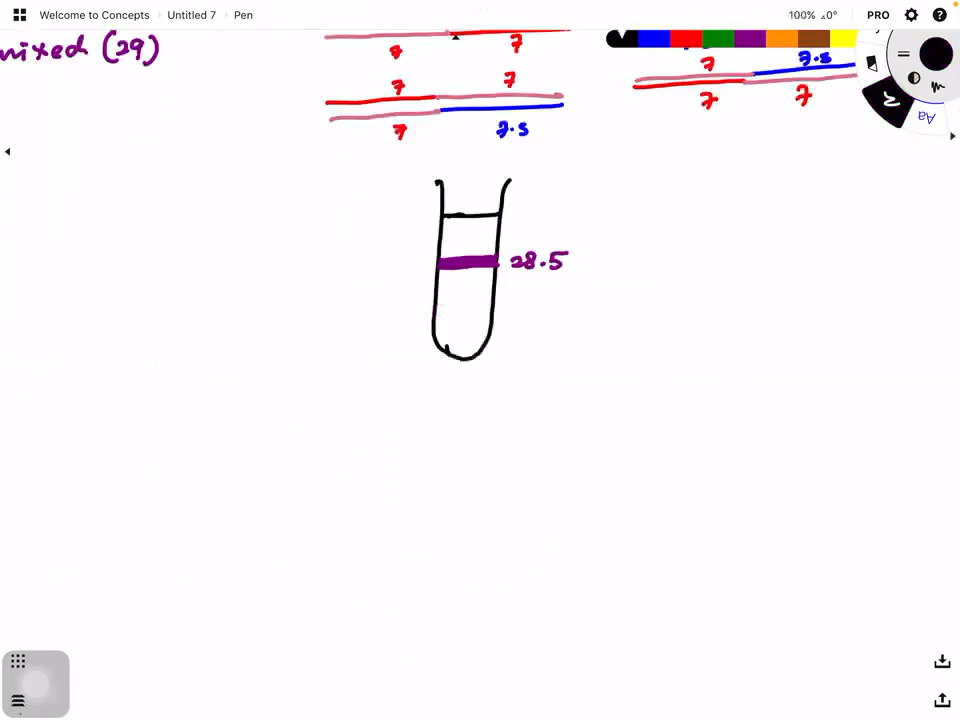 Welcome to Concepts Untitled 7 Pen 100% ⊿0° PRO
mixed (29)
7 7
7 7
7 7.5
7 7.5
7 7
Aa
28.5